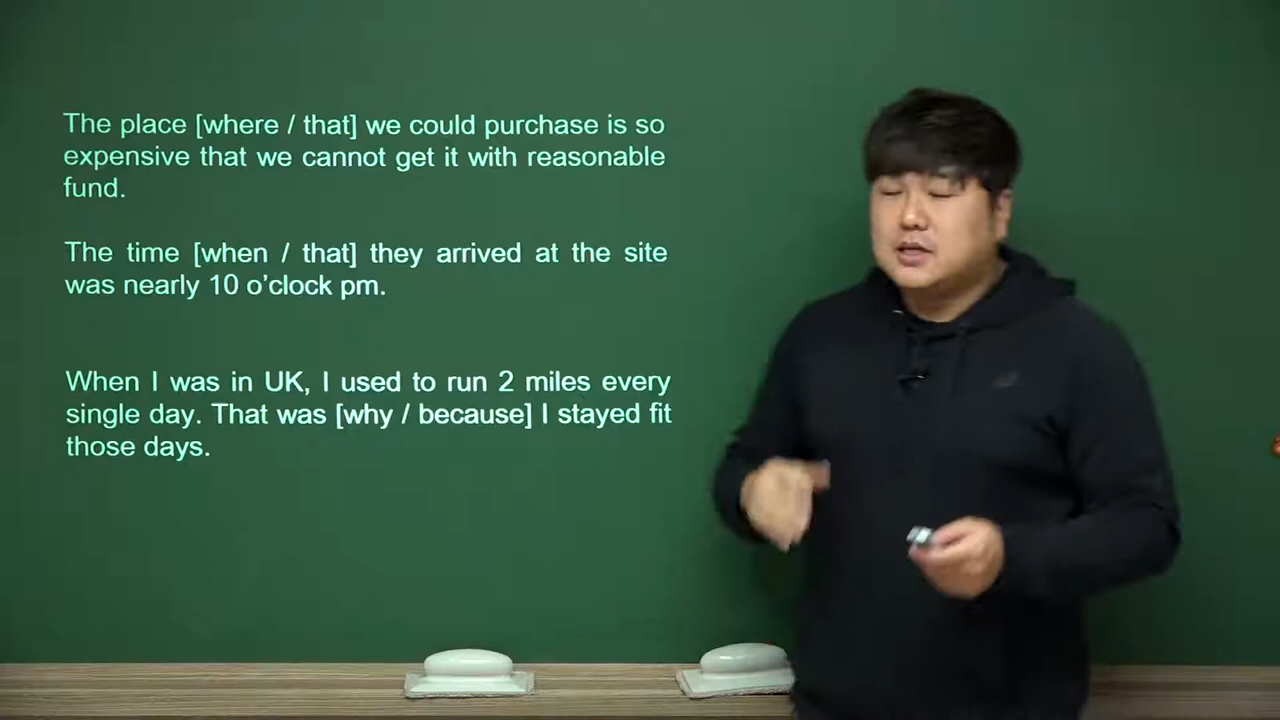 The place [where / that] we could purchase is so
expensive that we cannot get it with reasonable
fund.
The time [when / that] they arrived at the site
was nearly 10 o’clock pm.
When I was in UK, I used to run 2 miles every
single day. That was [why / because] I stayed fit
those days.